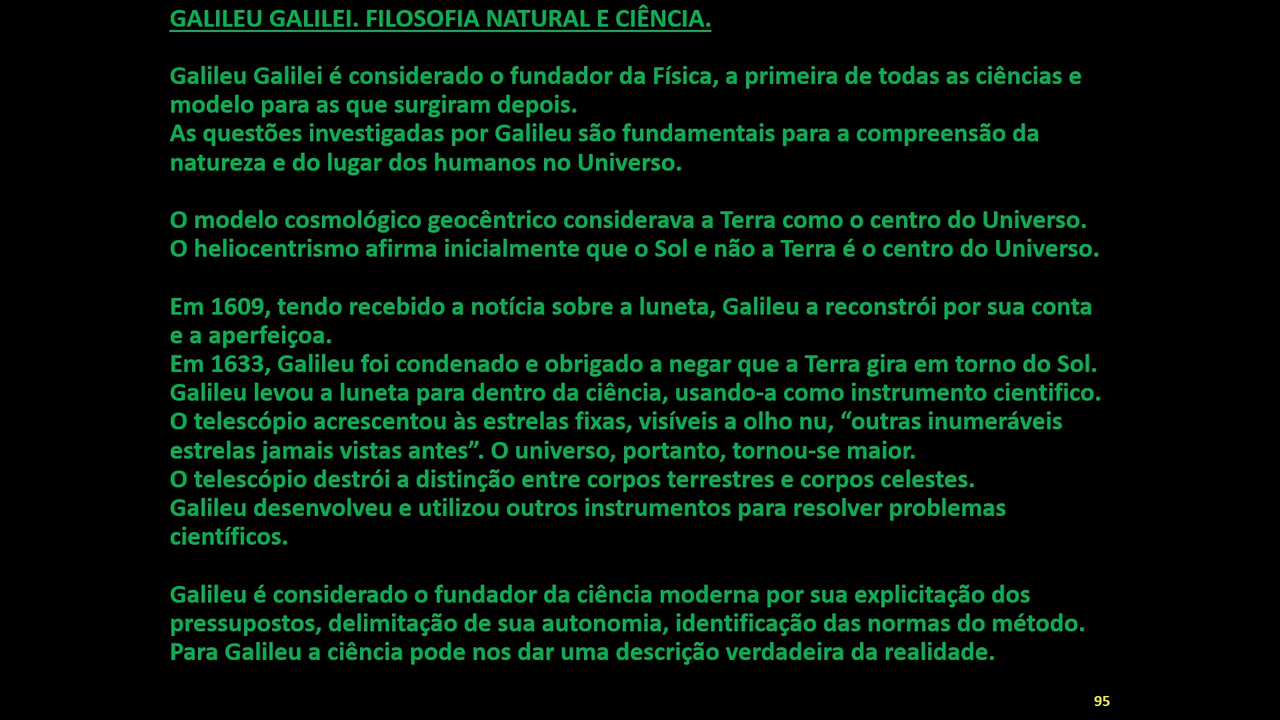 GALILEU GALILEI. FILOSOFIA NATURAL E CIÊNCIA.
Galileu Galilei é considerado o fundador da Física, a primeira de todas as ciências e
modelo para as que surgiram depois.
As questões investigadas por Galileu são fundamentais para a compreensão da
natureza e do lugar dos humanos no Universo.
O modelo cosmológico geocêntrico considerava a Terra como o centro do Universo.
O heliocentrismo afirma inicialmente que o Sol e não a Terra é o centro do Universo.
Em 1609, tendo recebido a notícia sobre a luneta, Galileu a reconstrói por sua conta
e a aperfeiçoa.
Em 1633, Galileu foi condenado e obrigado a negar que a Terra gira em torno do Sol.
Galileu levou a luneta para dentro da ciência, usando-a como instrumento cientifico.
O telescópio acrescentou às estrelas fixas, visíveis a olho nu, “outras inumeráveis
estrelas jamais vistas antes”. O universo, portanto, tornou-se maior.
O telescópio destrói a distinção entre corpos terrestres e corpos celestes.
Galileu desenvolveu e utilizou outros instrumentos para resolver problemas
científicos.
Galileu é considerado o fundador da ciência moderna por sua explicitação dos
pressupostos, delimitação de sua autonomia, identificação das normas do método.
Para Galileu a ciência pode nos dar uma descrição verdadeira da realidade.
95